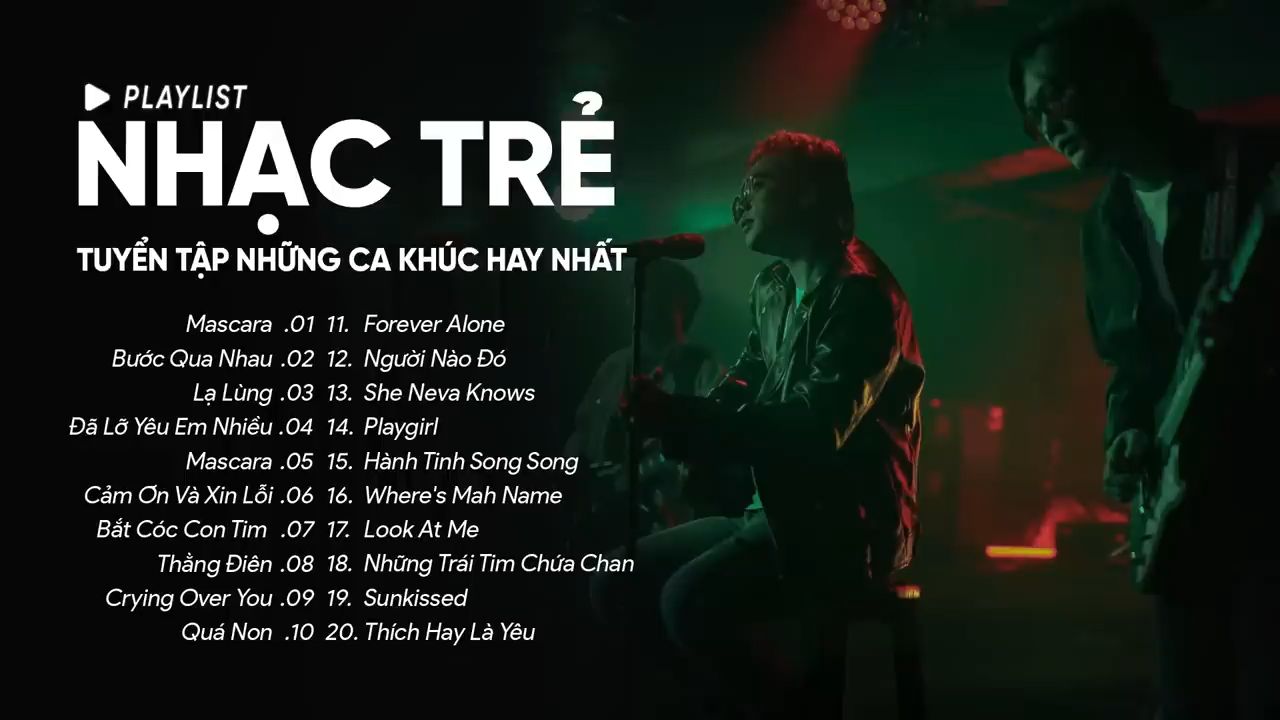 PLAYLIST
NHẠC TRẺ
TUYỂN TẬP NHỮNG CA KHÚC HAY NHẤT
Mascara .01
Bước Qua Nhau .02
Lạ Lùng .03
Đã Lỡ Yêu Em Nhiều .04
Mascara .05
Cảm Ơn Và Xin Lỗi .06
Bắt Cóc Con Tim .07
Thằng Điên .08
Crying Over You .09
Quá Non .10
11. Forever Alone
12. Người Nào Đó
13. She Neva Knows
14. Playgirl
15. Hành Tinh Song Song
16. Where's Mah Name
17. Look At Me
18. Những Trái Tim Chứa Chan
19. Sunkissed
20. Thích Hay Là Yêu